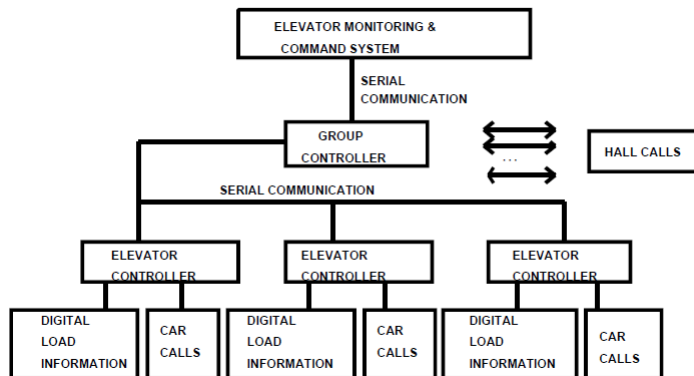 ELEVATOR MONITORING &
COMMAND SYSTEM
SERIAL
COMMUNICATION
GROUP
CONTROLLER
...
HALL CALLS
SERIAL COMMUNICATION
ELEVATOR
CONTROLLER
ELEVATOR
CONTROLLER
ELEVATOR
CONTROLLER
DIGITAL
LOAD
INFORMATION
CAR
CALLS
DIGITAL
LOAD
INFORMATION
CAR
CALLS
DIGITAL
LOAD
INFORMATION
CAR
CALLS